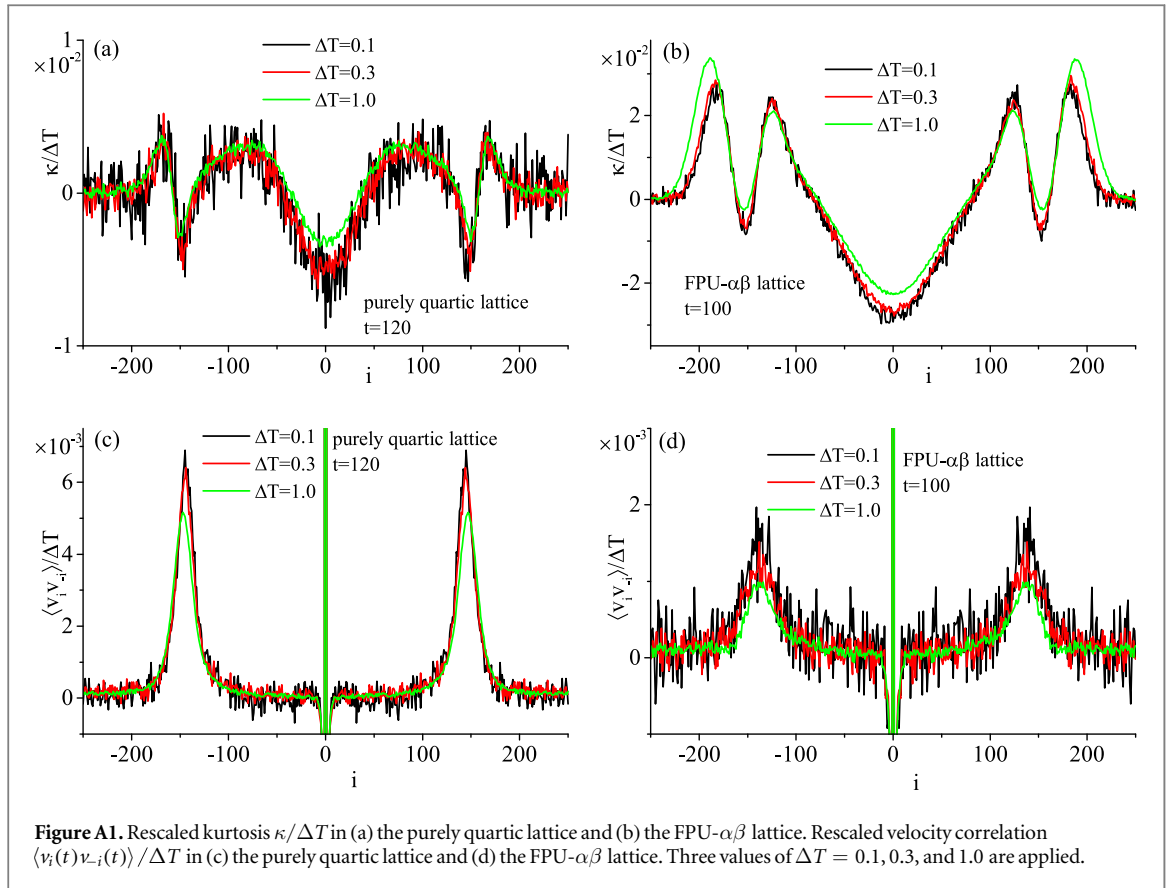 (a)
ΔT=0.1
ΔT=0.3
ΔT=1.0
1
×10⁻²
0
-1
κ/ΔT
purely quartic lattice
t=120
-200 -100 0 100 200
i
(b)
ΔT=0.1
ΔT=0.3
ΔT=1.0
×10⁻²
2
0
-2
κ/ΔT
FPU-αβ lattice
t=100
-200 -100 0 100 200
i
(c)
ΔT=0.1
ΔT=0.3
ΔT=1.0
purely quartic lattice
t=120
×10⁻³
6
4
2
0
⟨v_i v_-i⟩/ΔT
-200 -100 0 100 200
i
(d)
ΔT=0.1
ΔT=0.3
ΔT=1.0
FPU-αβ lattice
t=100
×10⁻³
2
0
⟨v_i v_-i⟩/ΔT
-200 -100 0 100 200
i
Figure A1. Rescaled kurtosis κ/ΔT in (a) the purely quartic lattice and (b) the FPU-αβ lattice. Rescaled velocity correlation
⟨v_i(t)v_−i(t)⟩/ΔT in (c) the purely quartic lattice and (d) the FPU-αβ lattice. Three values of ΔT = 0.1, 0.3, and 1.0 are applied.